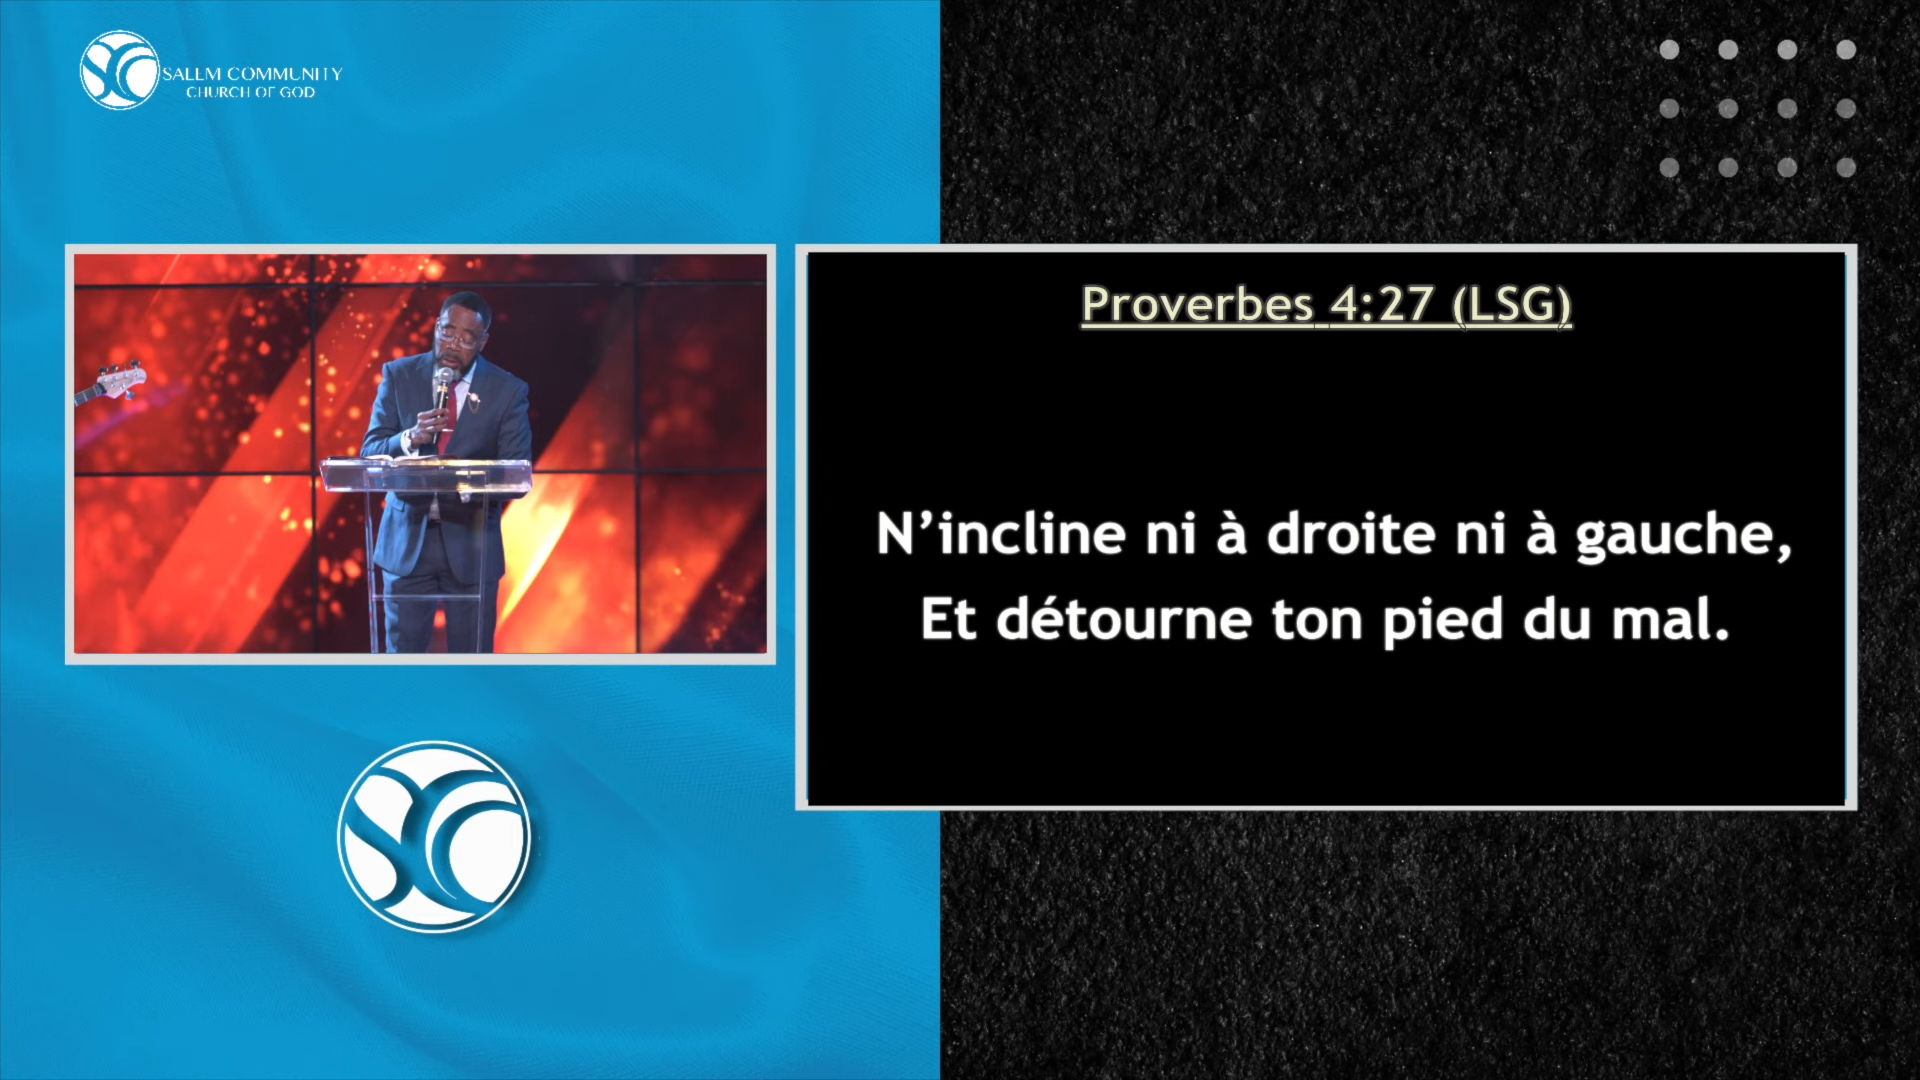 SALEM COMMUNITY
CHURCH OF GOD
Proverbes 4:27 (LSG)
N’incline ni à droite ni à gauche,
Et détourne ton pied du mal.